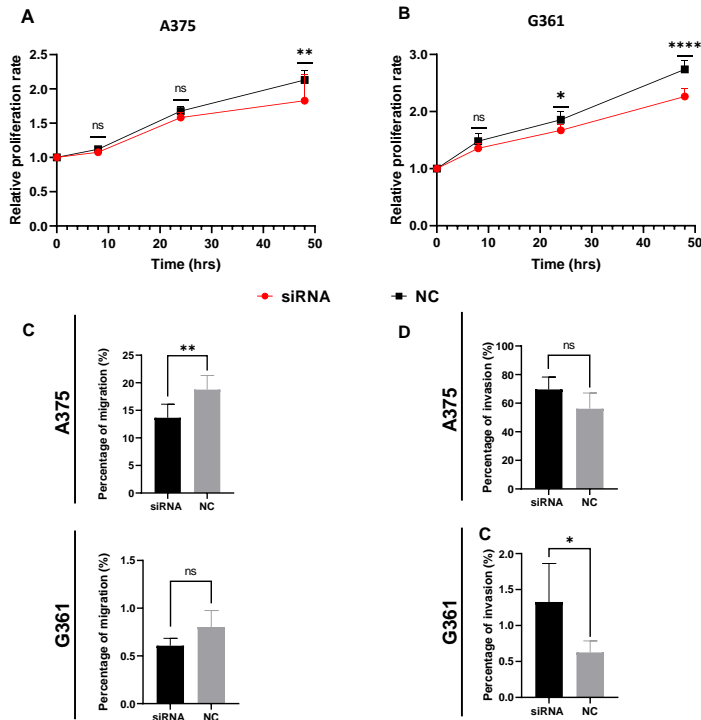 A
A375
Relative proliferation rate
2.5
2.0
1.5
1.0
0.5
0.0
ns
ns
**
0 10 20 30 40 50
Time (hrs)
B
G361
Relative proliferation rate
3.0
2.0
1.0
0.0
ns
*
****
0 10 20 30 40 50
Time (hrs)
siRNA
NC
C
A375
Percentage of migration (%)
25
20
15
10
5
0
**
siRNA NC
D
A375
Percentage of invasion (%)
100
80
60
40
20
0
ns
siRNA NC
G361
Percentage of migration (%)
1.5
1.0
0.5
0.0
ns
siRNA NC
C
G361
Percentage of invasion (%)
2.0
1.5
1.0
0.5
0.0
*
siRNA NC